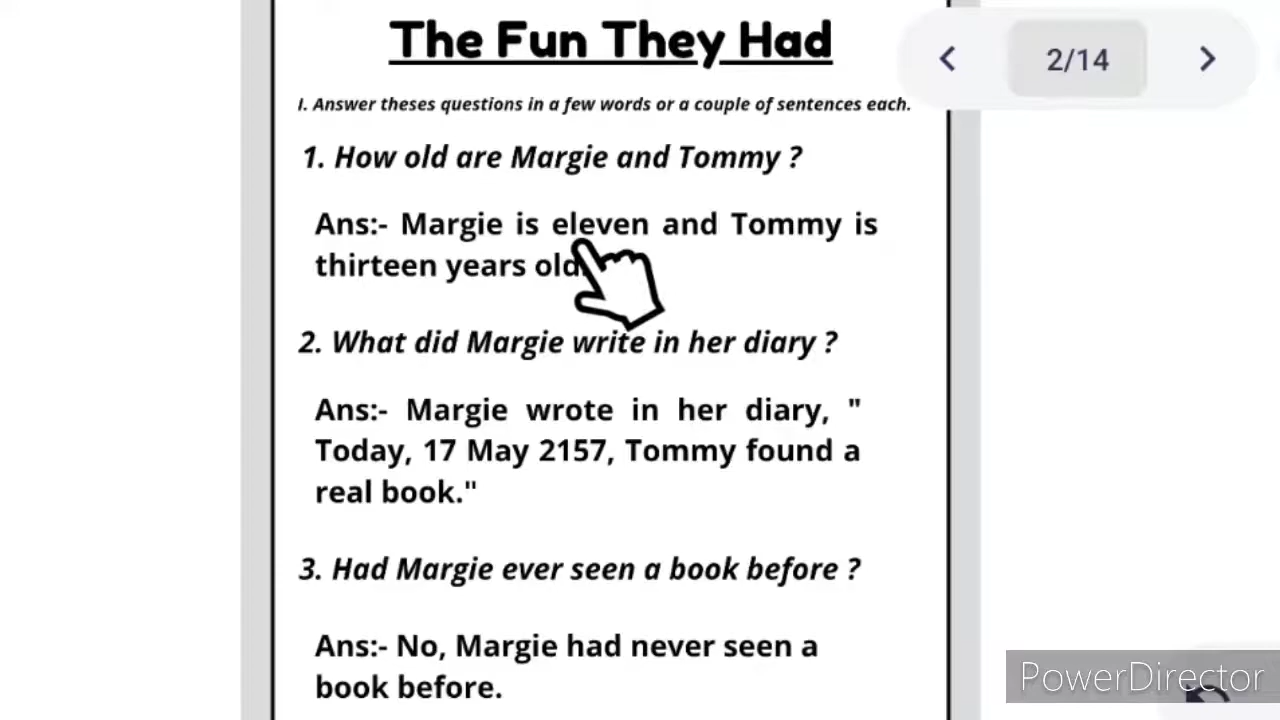 The Fun They Had
2/14
I. Answer theses questions in a few words or a couple of sentences each.
1. How old are Margie and Tommy ?
Ans:- Margie is eleven and Tommy is
thirteen years old.
2. What did Margie write in her diary ?
Ans:- Margie wrote in her diary, "
Today, 17 May 2157, Tommy found a
real book."
3. Had Margie ever seen a book before ?
Ans:- No, Margie had never seen a
book before.
PowerDirector